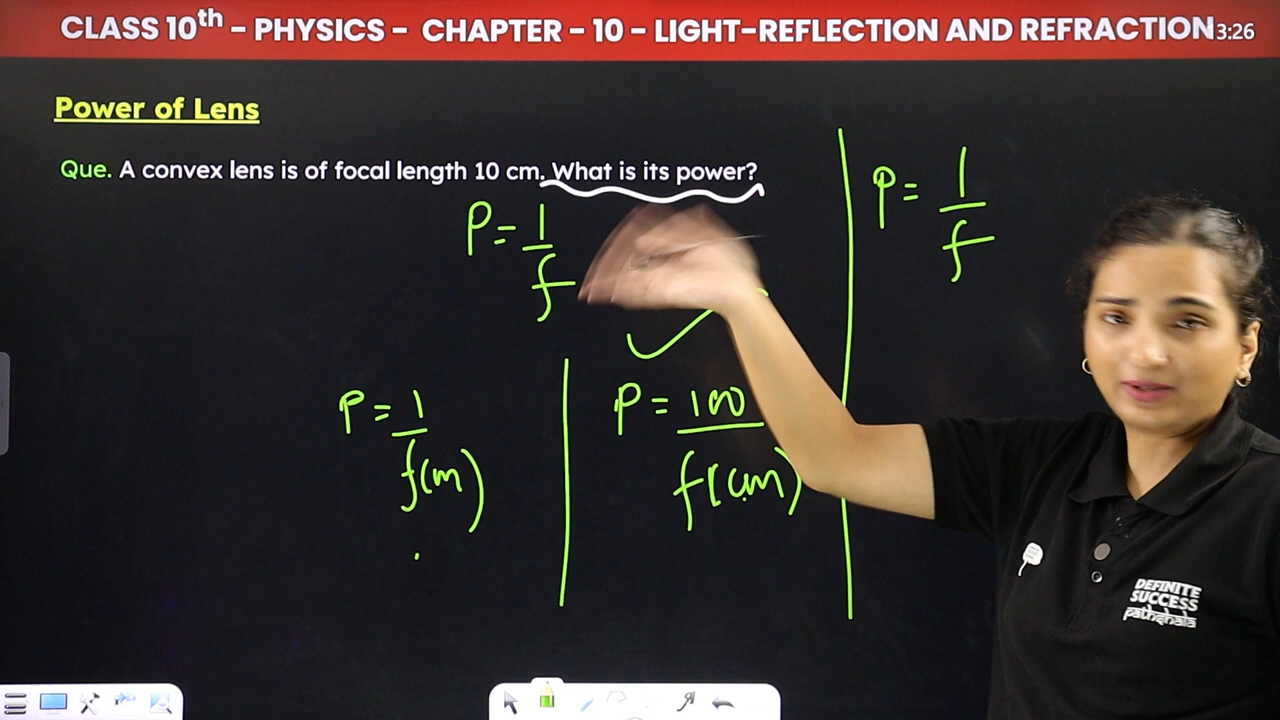 CLASS 10th - PHYSICS - CHAPTER - 10 - LIGHT-REFLECTION AND REFRACTION
3:26
Power of Lens
Que. A convex lens is of focal length 10 cm. What is its power?
P = 1/f
P = 1/f
P = 1/f(m)
P = 100/f(cm)
DEFINITE
SUCCESS
pathshala